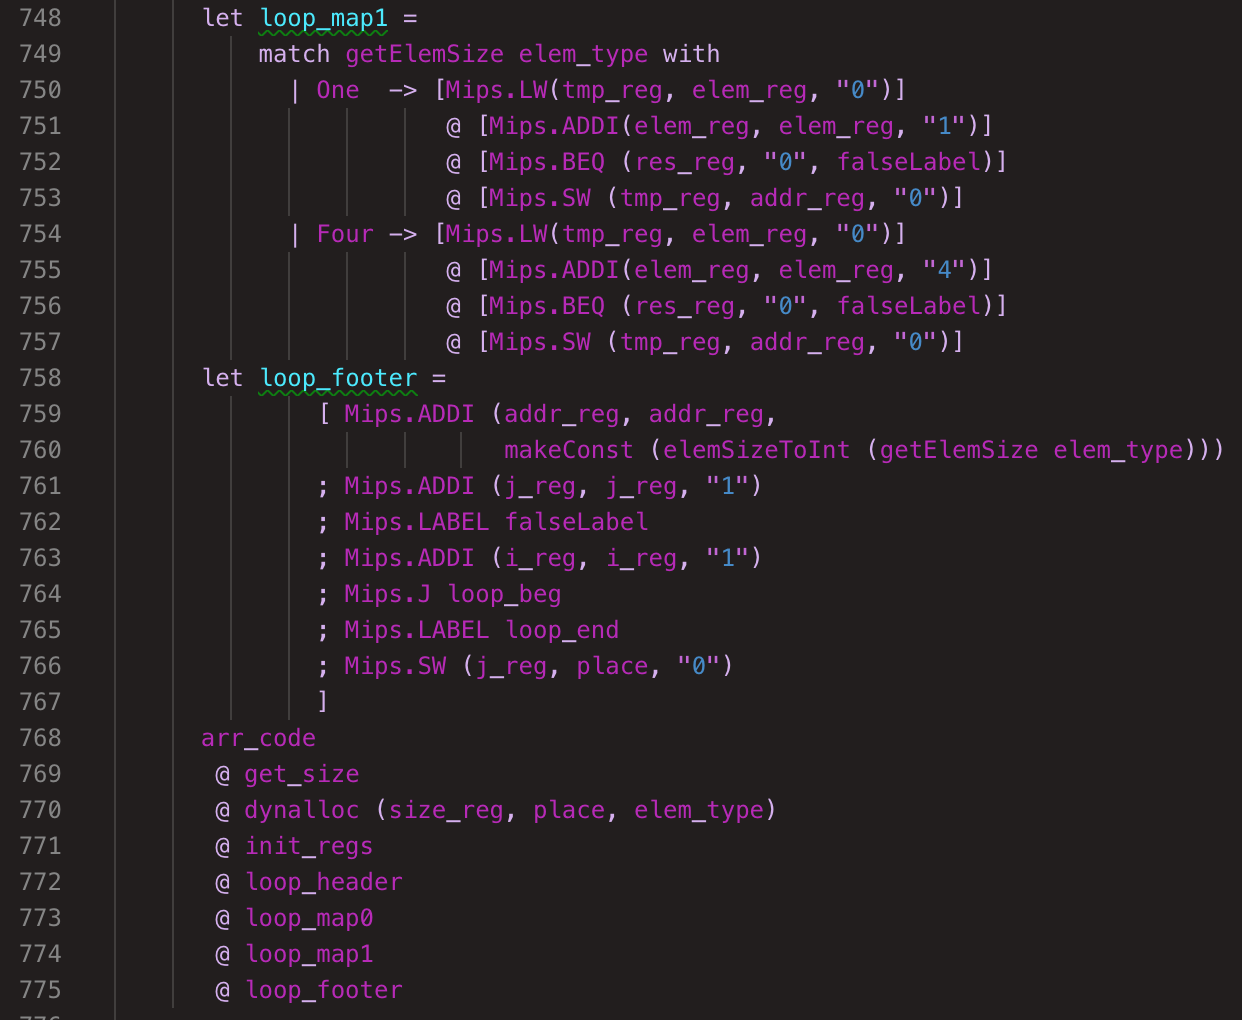 748 let loop_map1 =
749 match getElemSize elem_type with
750 | One -> [Mips.LW(tmp_reg, elem_reg, "0")]
751 @ [Mips.ADDI(elem_reg, elem_reg, "1")]
752 @ [Mips.BEQ (res_reg, "0", falseLabel)]
753 @ [Mips.SW (tmp_reg, addr_reg, "0")]
754 | Four -> [Mips.LW(tmp_reg, elem_reg, "0")]
755 @ [Mips.ADDI(elem_reg, elem_reg, "4")]
756 @ [Mips.BEQ (res_reg, "0", falseLabel)]
757 @ [Mips.SW (tmp_reg, addr_reg, "0")]
758 let loop_footer =
759 [ Mips.ADDI (addr_reg, addr_reg,
760 makeConst (elemSizeToInt (getElemSize elem_type)))
761 ; Mips.ADDI (j_reg, j_reg, "1")
762 ; Mips.LABEL falseLabel
763 ; Mips.ADDI (i_reg, i_reg, "1")
764 ; Mips.J loop_beg
765 ; Mips.LABEL loop_end
766 ; Mips.SW (j_reg, place, "0")
767 ]
768 arr_code
769 @ get_size
770 @ dynalloc (size_reg, place, elem_type)
771 @ init_regs
772 @ loop_header
773 @ loop_map0
774 @ loop_map1
775 @ loop_footer